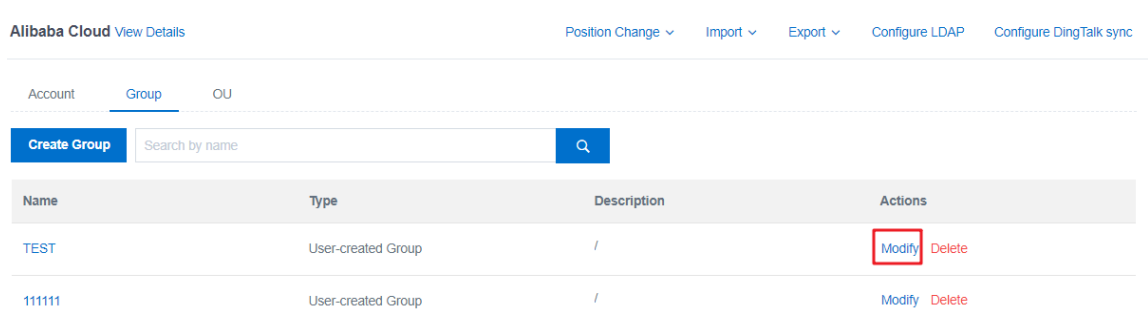 Alibaba Cloud View Details Position Change Import Export Configure LDAP Configure DingTalk sync
Account Group OU
Create Group Search by name
Name Type Description Actions
TEST User-created Group / Modify Delete
111111 User-created Group / Modify Delete